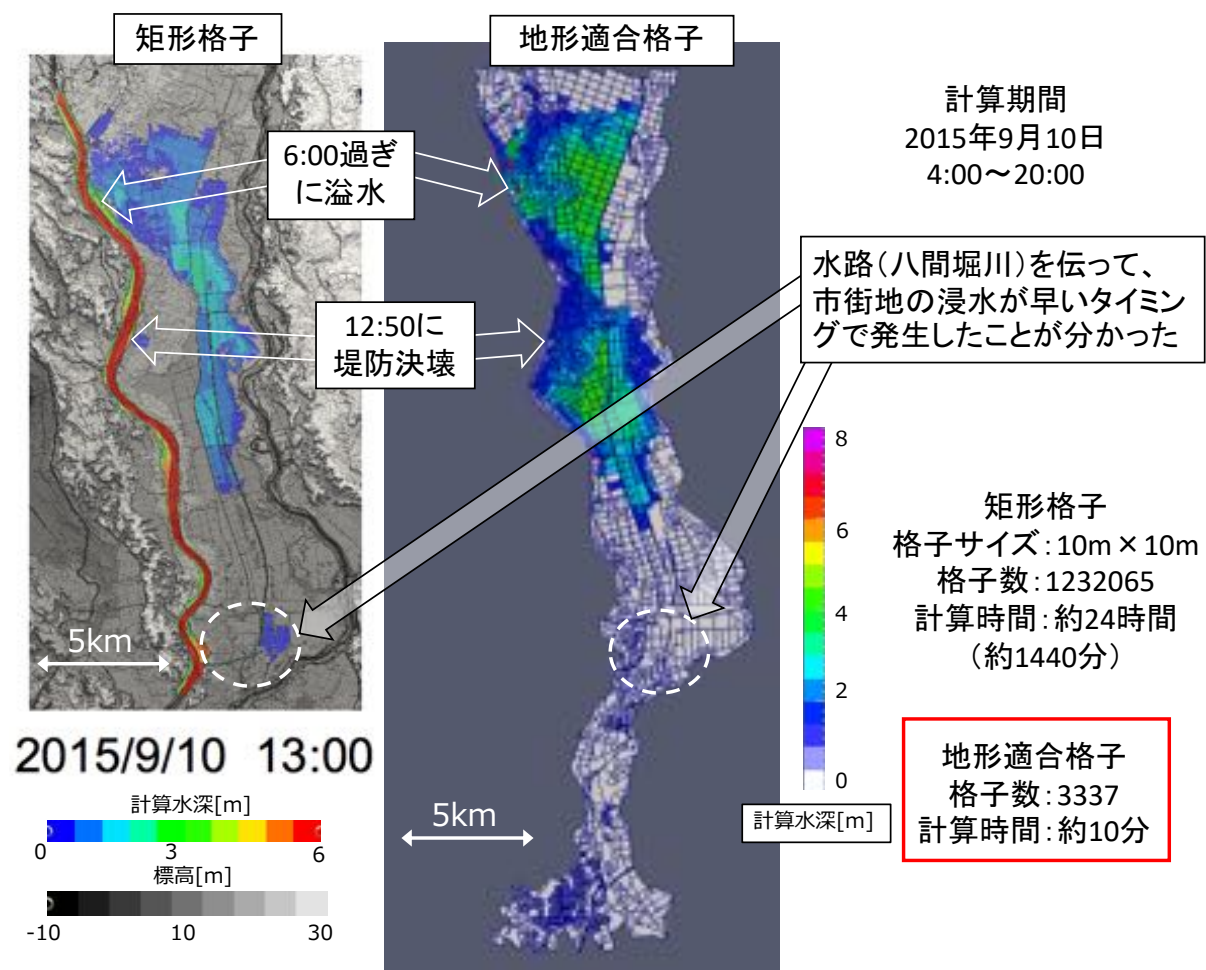 矩形格子
地形適合格子
計算期間
2015年9月10日
4:00～20:00
6:00過ぎ
に溢水
水路（八間堀川）を伝って、
市街地の浸水が早いタイミン
グで発生したことが分かった
12:50に
堤防決壊
8
6
4
2
0
計算水深[m]
矩形格子
格子サイズ：10m×10m
格子数：1232065
計算時間：約24時間
（約1440分）
地形適合格子
格子数：3337
計算時間：約10分
5km
5km
2015/9/10 13:00
計算水深[m]
0 3 6
標高[m]
-10 10 30